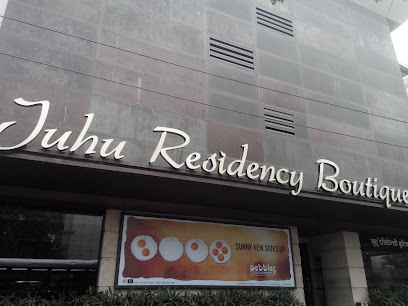 Juhu Residency Boutique
SUNNY NEW SIDES UP
pebbles